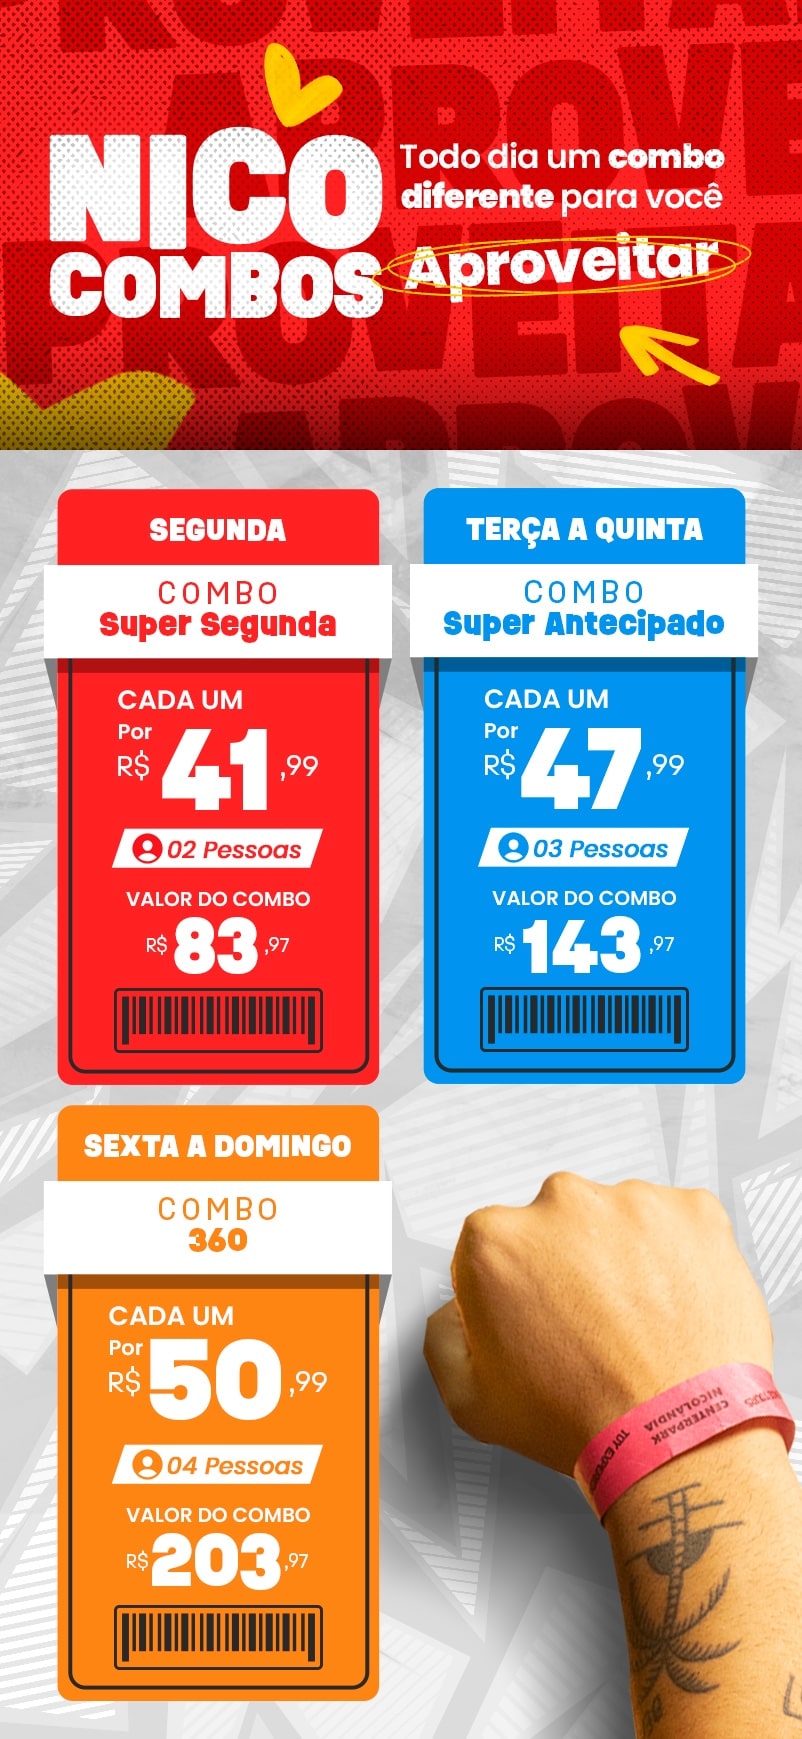 NICO
COMBOS
Todo dia um combo
diferente para você
Aproveitar
SEGUNDA
COMBO
Super Segunda
CADA UM
Por
R$ 41,99
02 Pessoas
VALOR DO COMBO
R$ 83,97
TERÇA A QUINTA
COMBO
Super Antecipado
CADA UM
Por
R$ 47,99
03 Pessoas
VALOR DO COMBO
R$ 143,97
SEXTA A DOMINGO
COMBO
360
CADA UM
Por
R$ 50,99
04 Pessoas
VALOR DO COMBO
R$ 203,97
CENTERPARK
NICOLANDIA